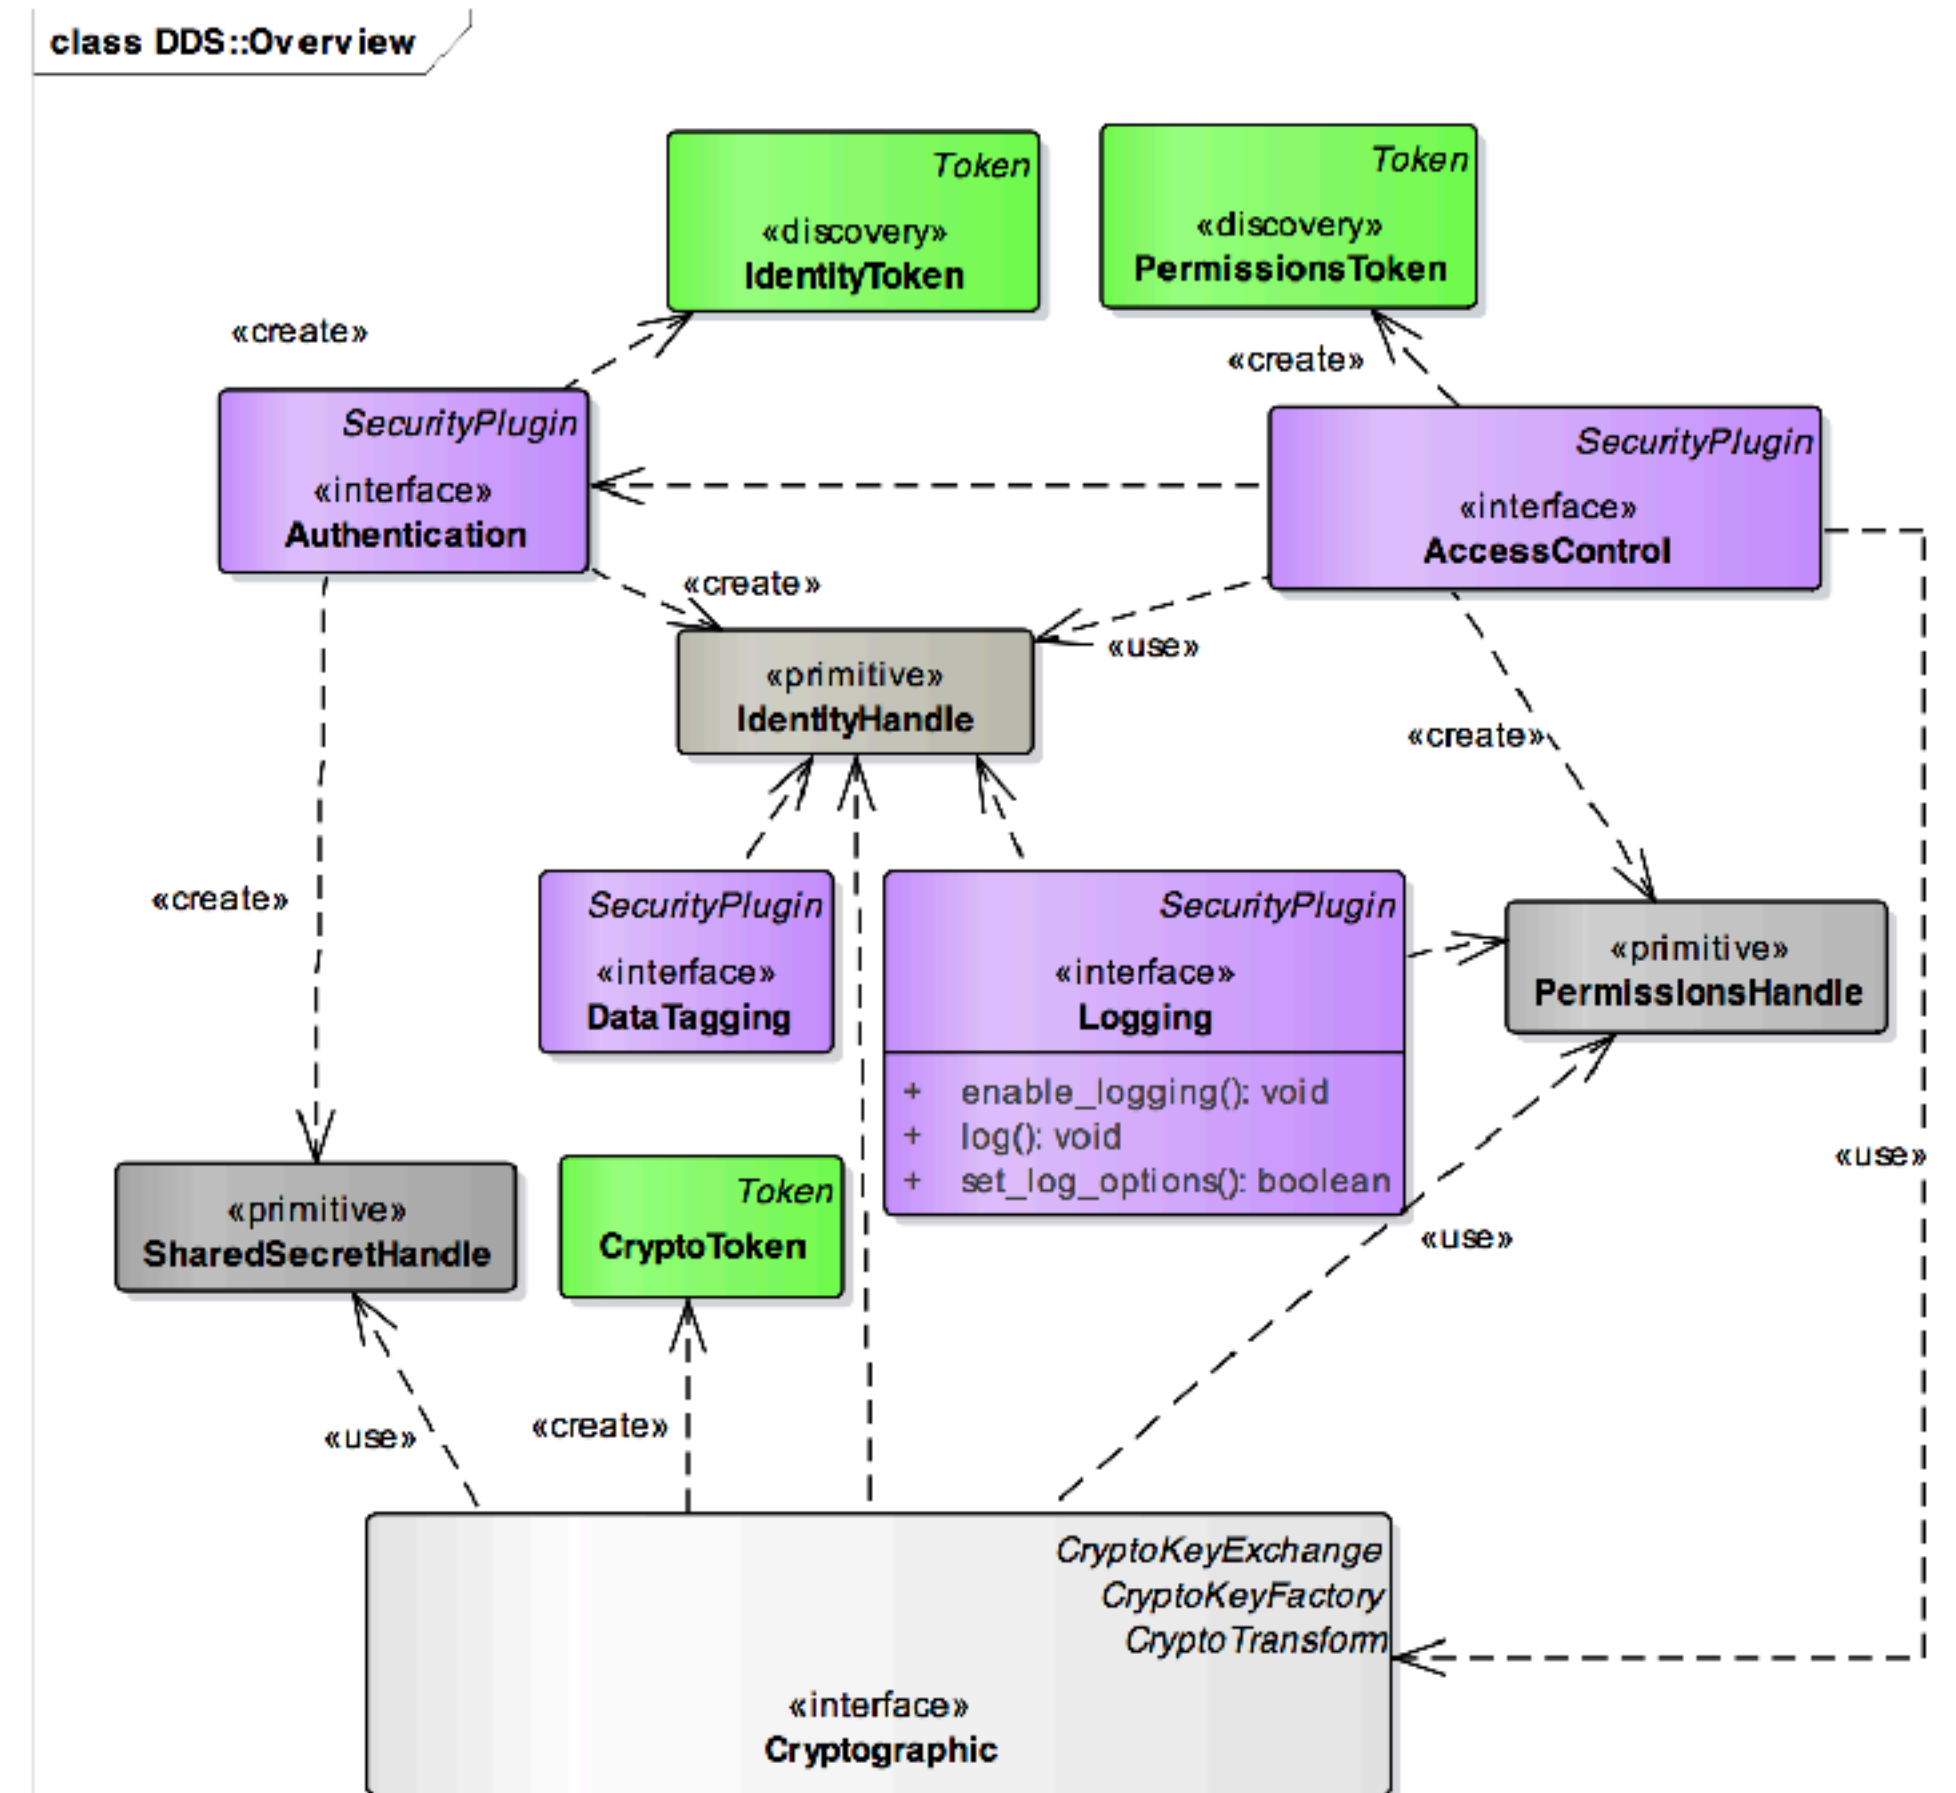 class DDS::Overview
Token
«discovery»
IdentityToken
Token
«discovery»
PermissionsToken
«create»
«create»
SecurityPlugin
«interface»
Authentication
SecurityPlugin
«interface»
AccessControl
«create»
«use»
«primitive»
IdentityHandle
«create»
«create»
SecurityPlugin
«interface»
DataTagging
SecurityPlugin
«interface»
Logging
+ enable_logging(): void
+ log(): void
+ set_log_options(): boolean
«primitive»
PermissionsHandle
«use»
«primitive»
SharedSecretHandle
Token
CryptoToken
«use»
«use»
«create»
CryptoKeyExchange
CryptoKeyFactory
CryptoTransform
«interface»
Cryptographic